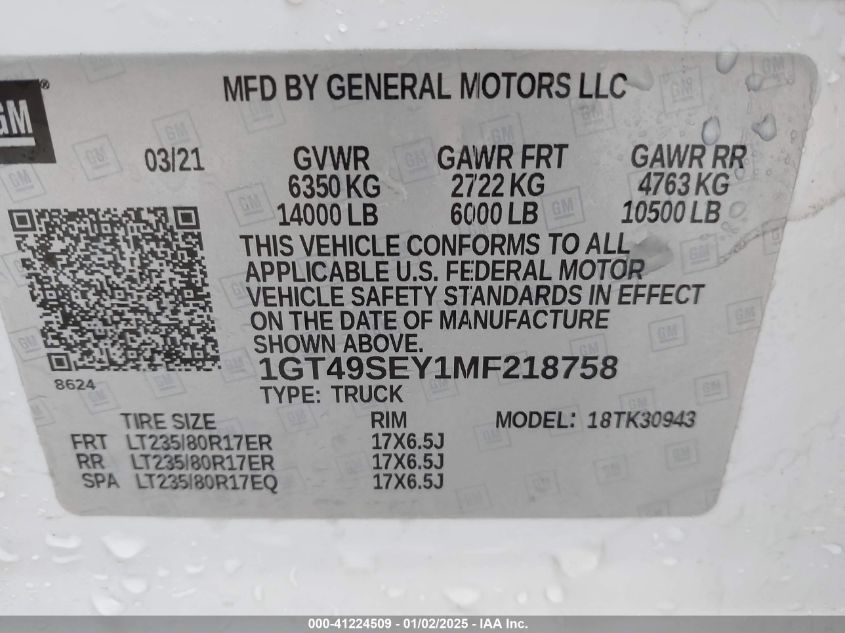 GM®
MFD BY GENERAL MOTORS LLC
03/21 GVWR GAWR FRT GAWR RR
6350 KG 2722 KG 4763 KG
14000 LB 6000 LB 10500 LB
THIS VEHICLE CONFORMS TO ALL
APPLICABLE U.S. FEDERAL MOTOR
VEHICLE SAFETY STANDARDS IN EFFECT
ON THE DATE OF MANUFACTURE
SHOWN ABOVE.
8624 1GT49SEY1MF218758
TYPE: TRUCK
TIRE SIZE RIM MODEL: 18TK30943
FRT LT235/80R17ER 17X6.5J
RR LT235/80R17ER 17X6.5J
SPA LT235/80R17EQ 17X6.5J
000-41224509 - 01/02/2025 - IAA Inc.